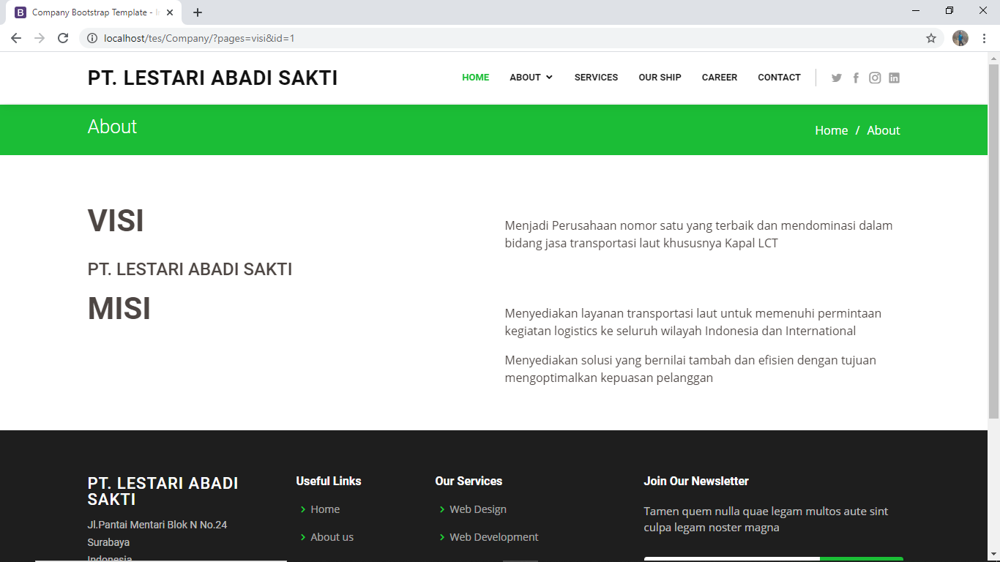 Company Bootstrap Template - I
localhost/tes/Company/?pages=visi&id=1
PT. LESTARI ABADI SAKTI
HOME ABOUT SERVICES OUR SHIP CAREER CONTACT
About
Home / About
VISI
Menjadi Perusahaan nomor satu yang terbaik dan mendominasi dalam
bidang jasa transportasi laut khususnya Kapal LCT
PT. LESTARI ABADI SAKTI
MISI
Menyediakan layanan transportasi laut untuk memenuhi permintaan
kegiatan logistics ke seluruh wilayah Indonesia dan International
Menyediakan solusi yang bernilai tambah dan efisien dengan tujuan
mengoptimalkan kepuasan pelanggan
PT. LESTARI ABADI
SAKTI
Jl.Pantai Mentari Blok N No.24
Surabaya
Indonesia
Useful Links
Home
About us
Our Services
Web Design
Web Development
Join Our Newsletter
Tamen quem nulla quae legam multos aute sint
culpa legam noster magna